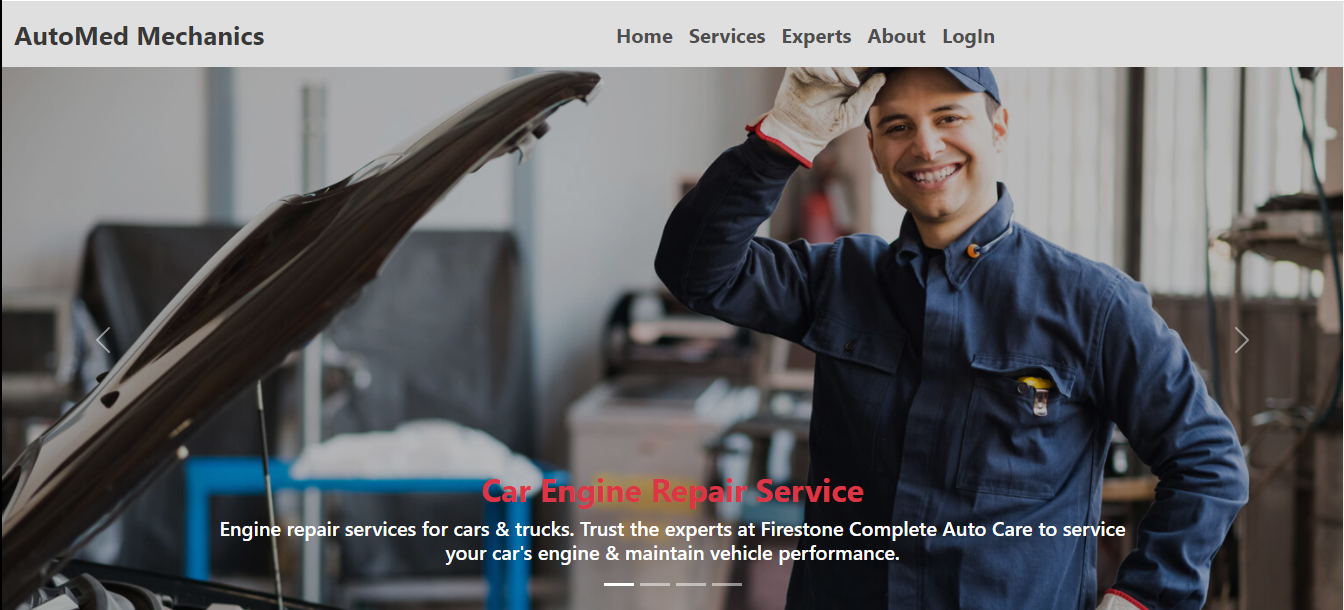 AutoMed Mechanics
Home Services Experts About LogIn
Car Engine Repair Service
Engine repair services for cars & trucks. Trust the experts at Firestone Complete Auto Care to service
your car's engine & maintain vehicle performance.